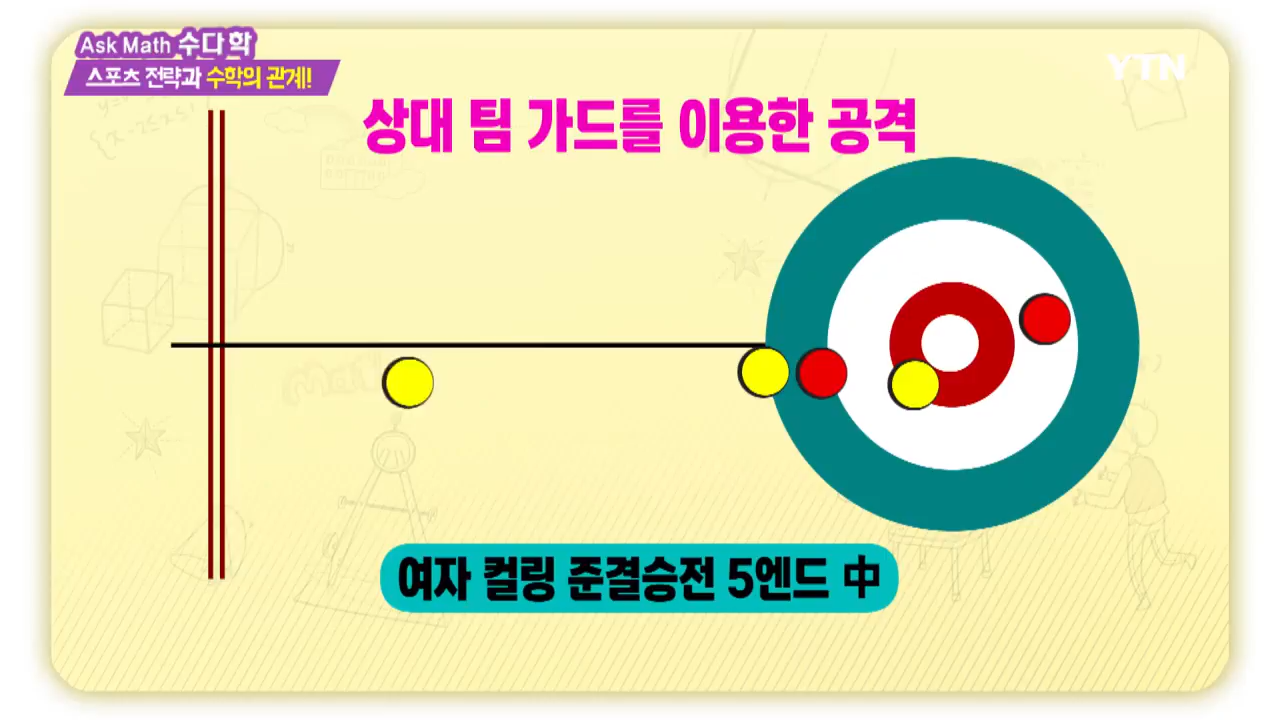 Ask Math 수다학
스포츠 전략과 수학의 관계!
YTN
상대 팀 가드를 이용한 공격
여자 컬링 준결승전 5엔드 中